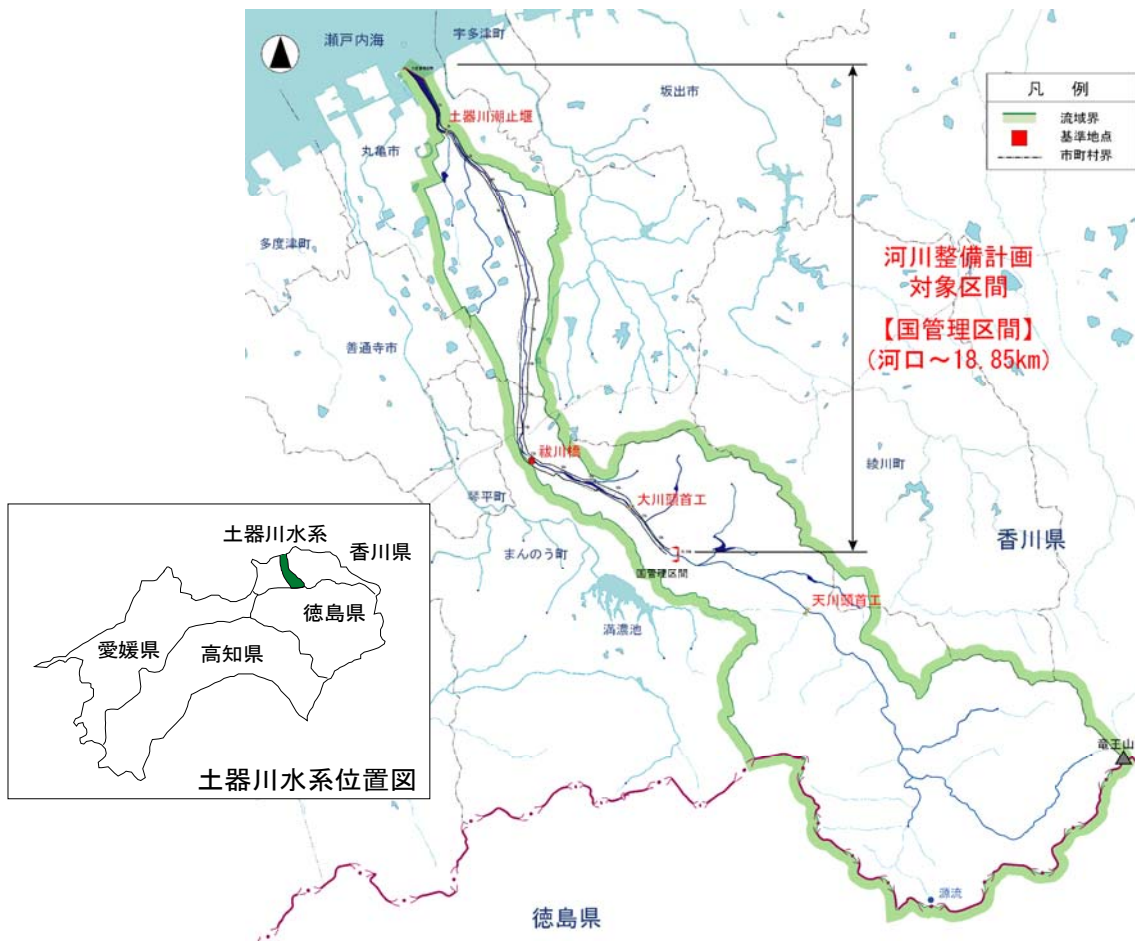 瀬戸内海
宇多津町
坂出市
凡　例
流域界
基準地点
市町村界
土器川潮止堰
丸亀市
多度津町
善通寺市
河川整備計画
対象区間
【国管理区間】
(河口～18.85km)
祓川橋
綾川町
琴平町
大川頭首工
まんのう町
香川県
国管理区間
天川頭首工
満濃池
竜王山
源流
徳島県
土器川水系
香川県
徳島県
愛媛県
高知県
土器川水系位置図